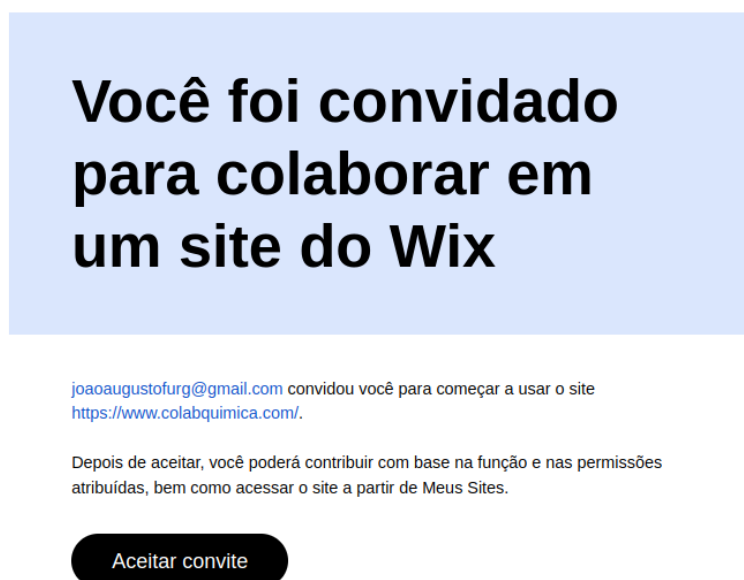 Você foi convidado
para colaborar em
um site do Wix
joaoaugustofurg@gmail.com convidou você para começar a usar o site
https://www.colabquimica.com/.
Depois de aceitar, você poderá contribuir com base na função e nas permissões
atribuídas, bem como acessar o site a partir de Meus Sites.
Aceitar convite